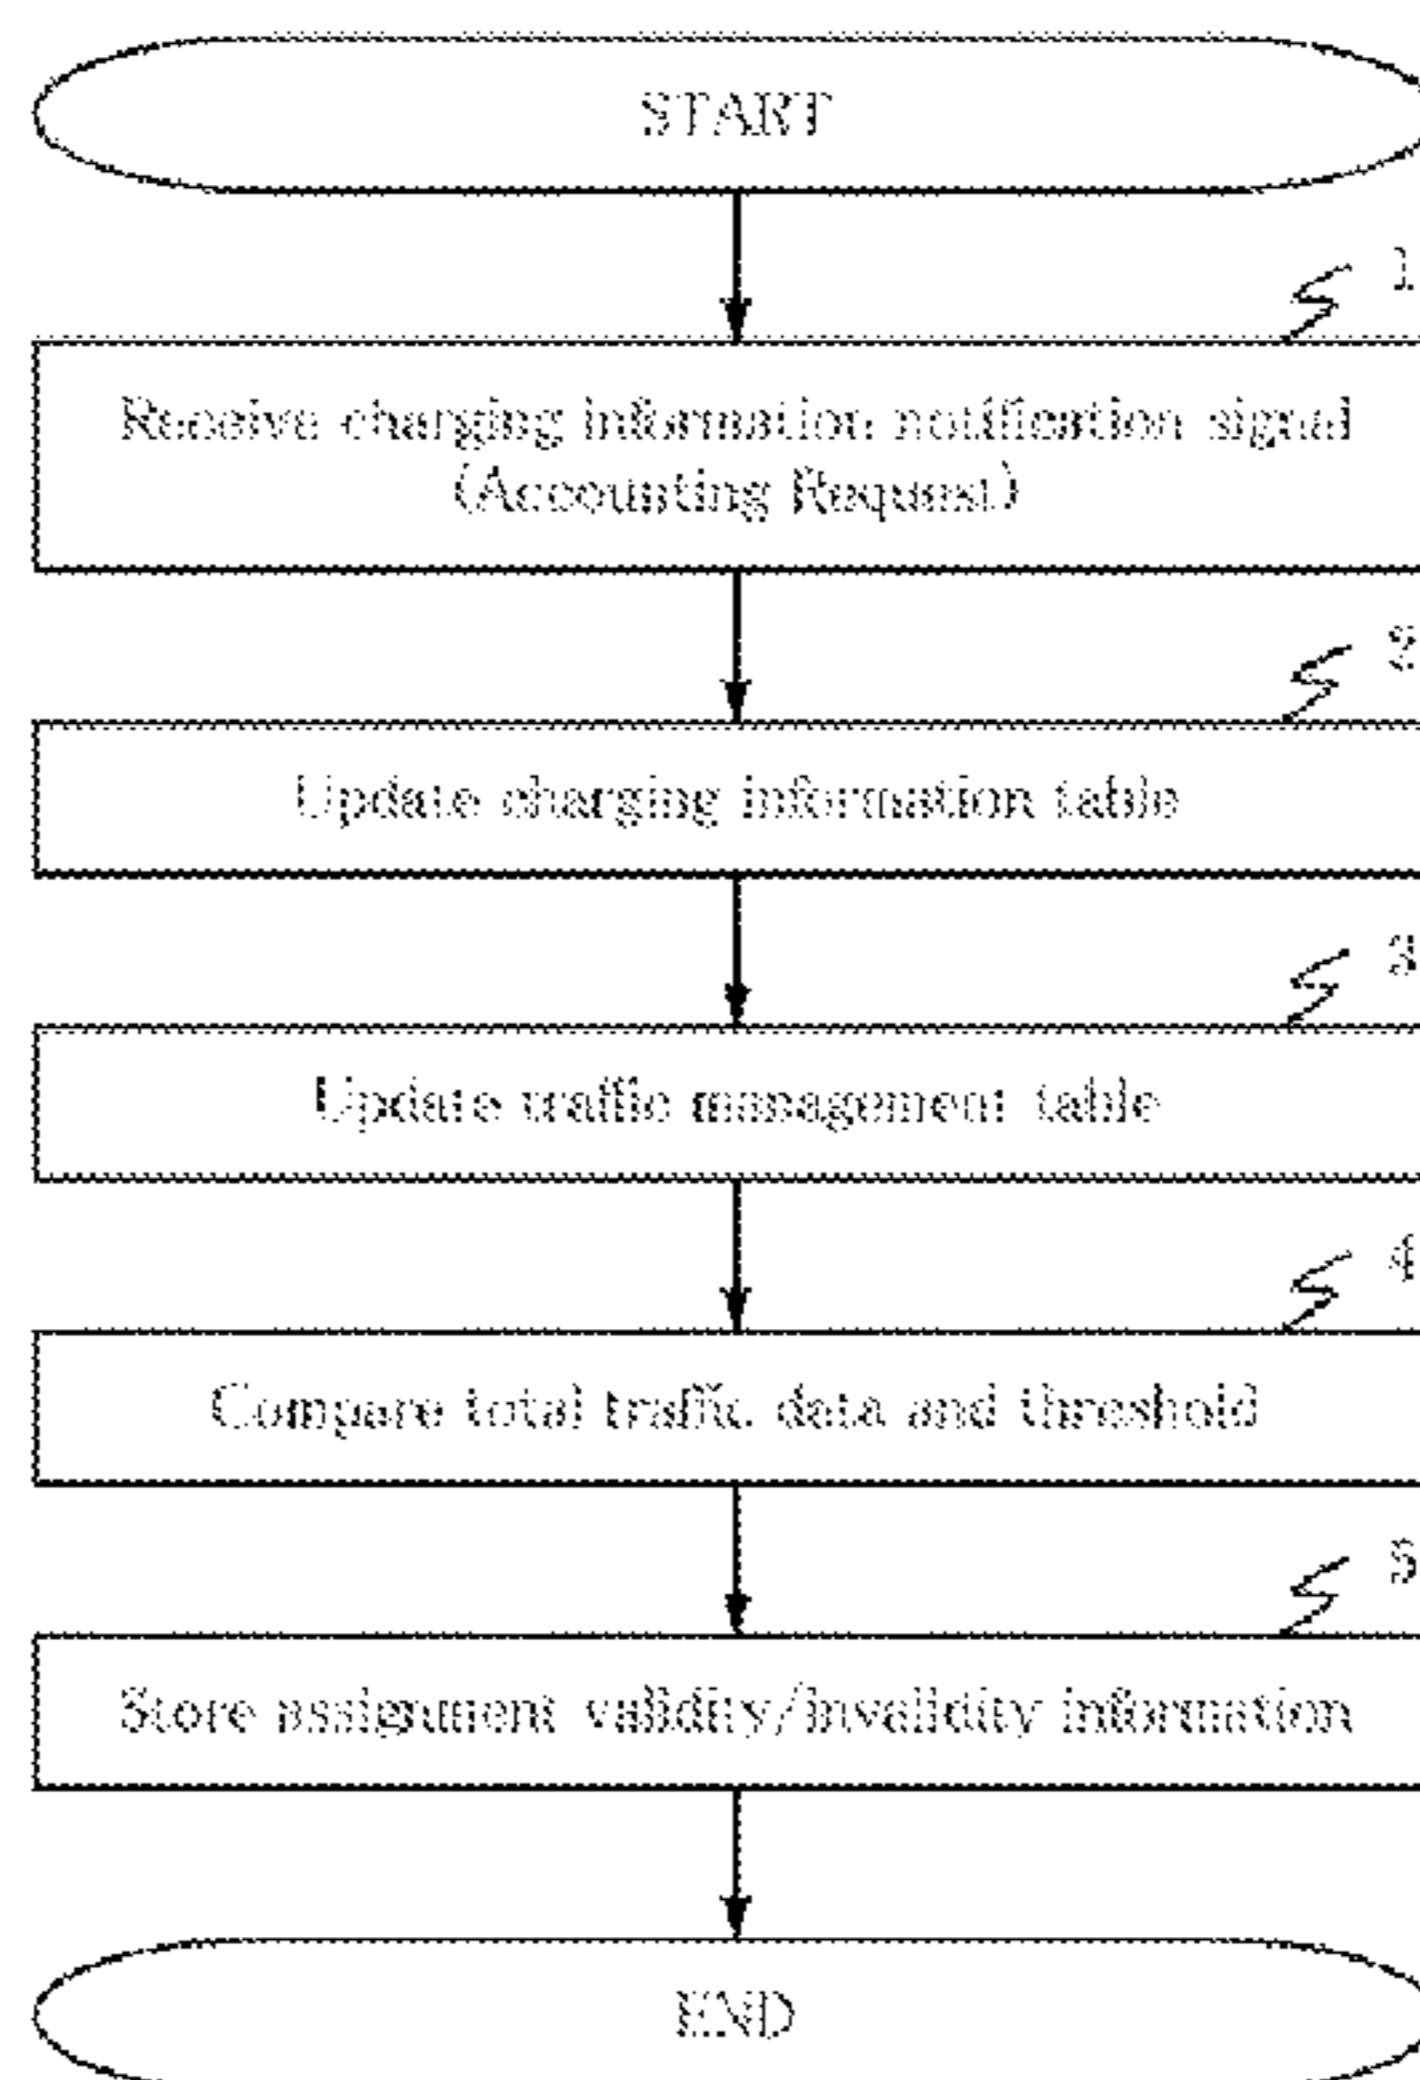 START
1
Receive charging information notification signal
(Accounting Request)
2
Update charging information table
3
Update traffic management table
4
Compare total traffic data and threshold
5
Store assignment validity/invalidity information
END